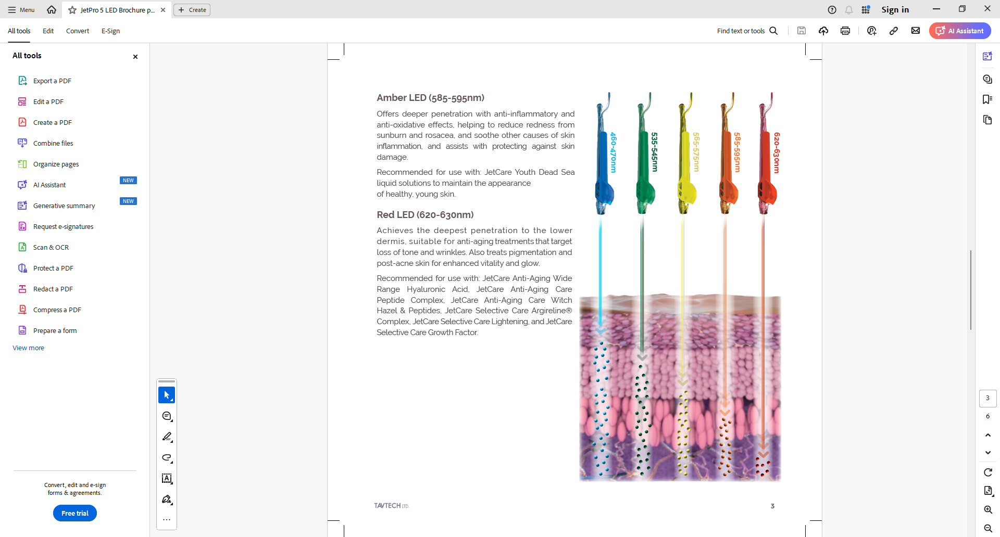 Menu
JetPro 5 LED Brochure p...
Create
Sign in
All tools
Edit
Convert
E-Sign
Find text or tools
AI Assistant
All tools
Export a PDF
Edit a PDF
Create a PDF
Combine files
Organize pages
AI Assistant
NEW
Generative summary
NEW
Request e-signatures
Scan & OCR
Protect a PDF
Redact a PDF
Compress a PDF
Prepare a form
View more
Convert, edit and e-sign
forms & agreements.
Free trial
Amber LED (585-595nm)
Offers deeper penetration with anti-inflammatory and
anti-oxidative effects, helping to reduce redness from
sunburn and rosacea, and soothe other causes of skin
inflammation, and assists with protecting against skin
damage.
Recommended for use with: JetCare Youth Dead Sea
liquid solutions to maintain the appearance
of healthy, young skin.
Red LED (620-630nm)
Achieves the deepest penetration to the lower
dermis, suitable for anti-aging treatments that target
loss of tone and wrinkles. Also treats pigmentation and
post-acne skin for enhanced vitality and glow.
Recommended for use with: JetCare Anti-Aging Wide
Range Hyaluronic Acid, JetCare Anti-Aging Care
Peptide Complex, JetCare Anti-Aging Care Witch
Hazel & Peptides, JetCare Selective Care Argireline®
Complex, JetCare Selective Care Lightening, and JetCare
Selective Care Growth Factor.
460-470nm
535-545nm
565-575nm
585-595nm
620-630nm
TAVTECH LTD.
3
3
6